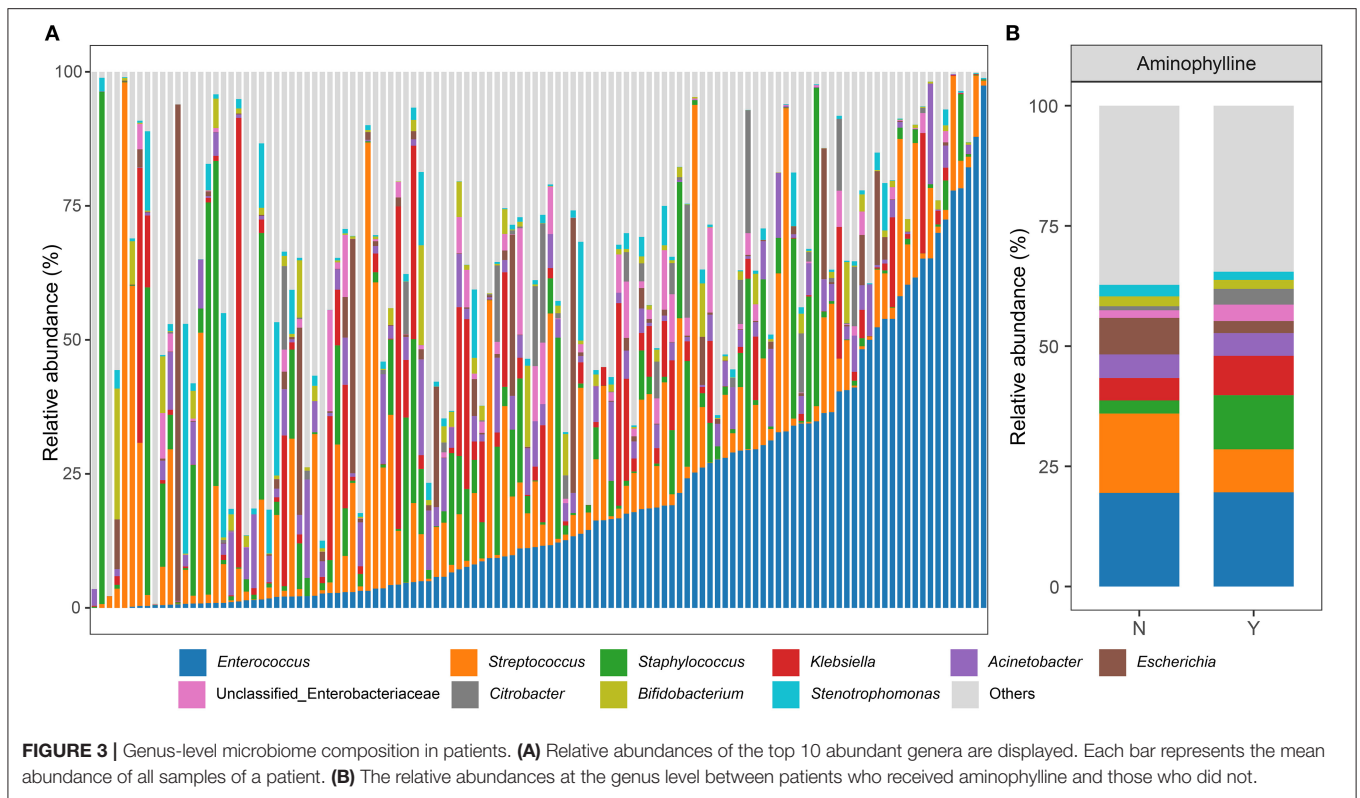 A
B
Aminophylline
100
75
50
25
0
Relative abundance (%)
100
75
50
25
0
Relative abundance (%)
N Y
Enterococcus Streptococcus Staphylococcus Klebsiella Acinetobacter Escherichia
Unclassified_Enterobacteriaceae Citrobacter Bifidobacterium Stenotrophomonas Others
FIGURE 3 | Genus-level microbiome composition in patients. (A) Relative abundances of the top 10 abundant genera are displayed. Each bar represents the mean
abundance of all samples of a patient. (B) The relative abundances at the genus level between patients who received aminophylline and those who did not.